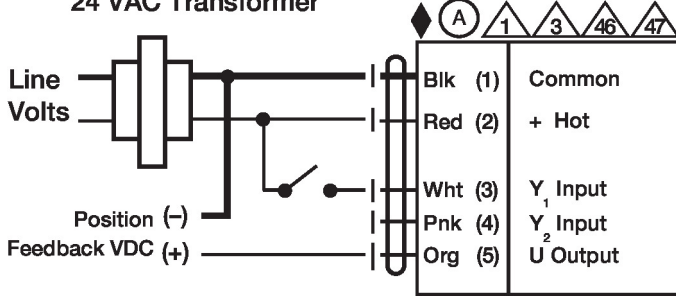 24 VAC Transformer
A 1 3 46 47
Line Volts
Blk (1) Common
Red (2) + Hot
Wht (3) Y1 Input
Pnk (4) Y2 Input
Org (5) U Output
Position (–)
Feedback VDC (+)